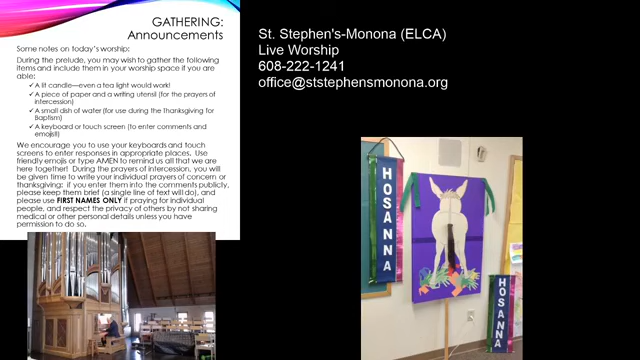 GATHERING:
Announcements
Some notes on today's worship:
During the prelude, you may wish to gather the following
items and include them in your worship space if you are
able:
✓ A lit candle—even a tea light would work!
✓ A piece of paper and a writing utensil (for the prayers of
intercession)
✓ A small dish of water (for use during the Thanksgiving for
Baptism)
✓ A keyboard or touch screen (to enter comments and
emojis!)
We encourage you to use your keyboards and touch
screens to enter responses in appropriate places. Use
friendly emojis or type AMEN to remind us all that we are
here together! During the prayers of intercession, you will
be given time to write your individual prayers of concern or
thanksgiving; if you enter them into the comments publicly,
please keep them brief (a single line of text will do), and
please use FIRST NAMES ONLY if praying for individual
people, and respect the privacy of others by not sharing
medical or other personal details unless you have
permission to do so.
St. Stephen's-Monona (ELCA)
Live Worship
608-222-1241
office@ststephensmonona.org
HOSANNA
HOSANNA